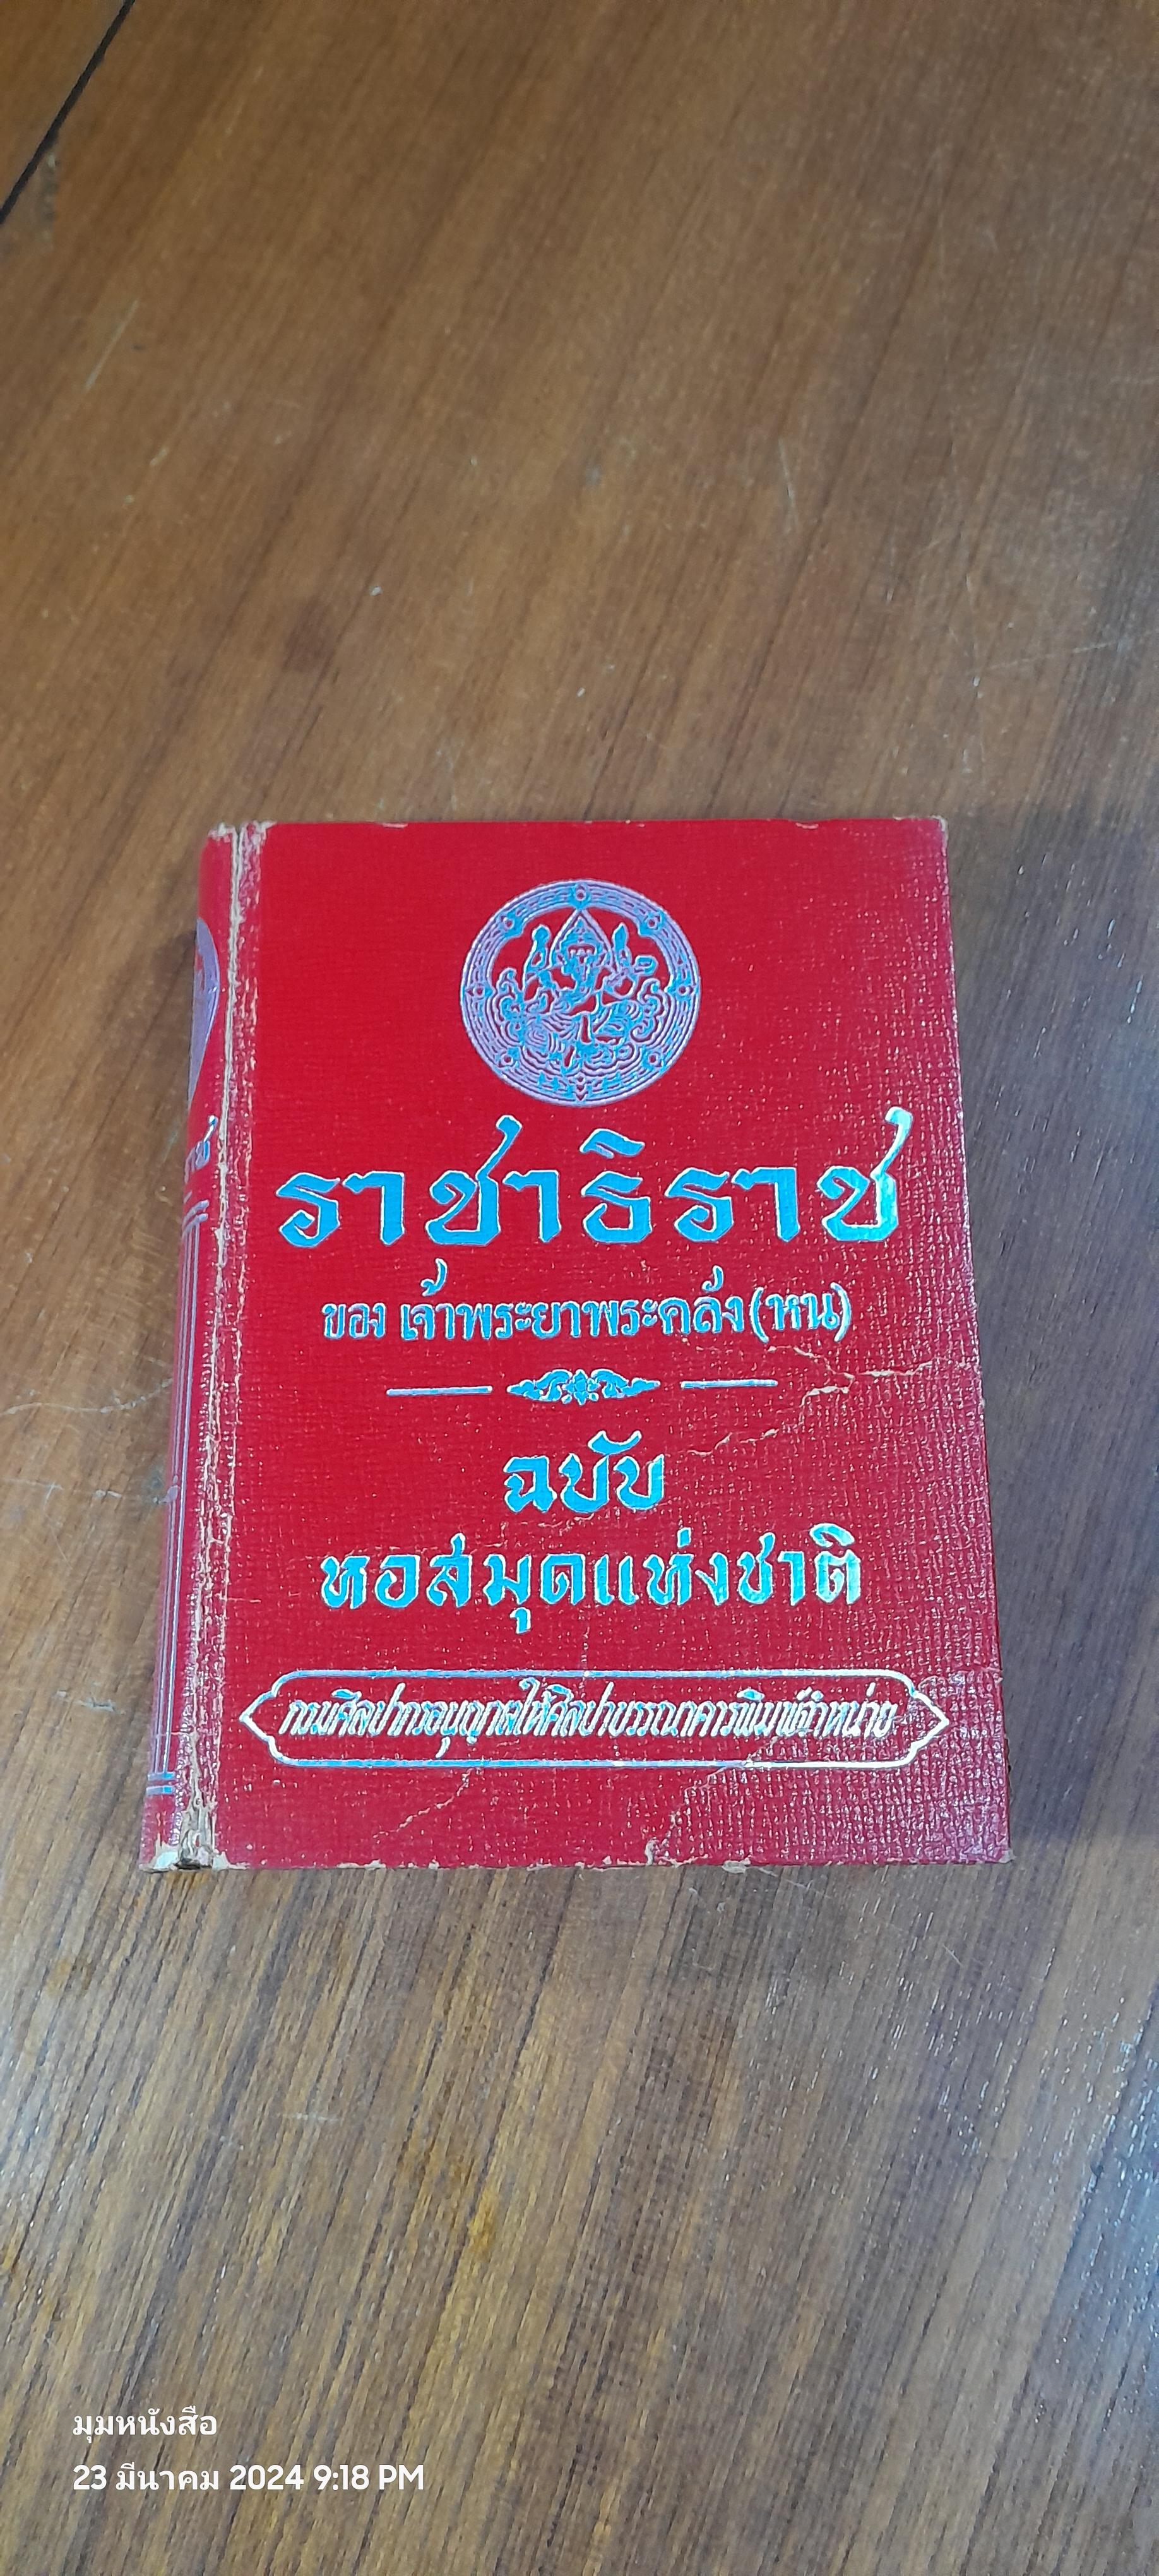 ราชาธิราช
ของ เจ้าพระยาพระคลัง(หน)
ฉบับ
หอสมุดแห่งชาติ
กรมศิลปากรอนุญาตให้ศิลปาบรรณาคารพิมพ์จำหน่าย
มุมหนังสือ
23 มีนาคม 2024 9:18 PM